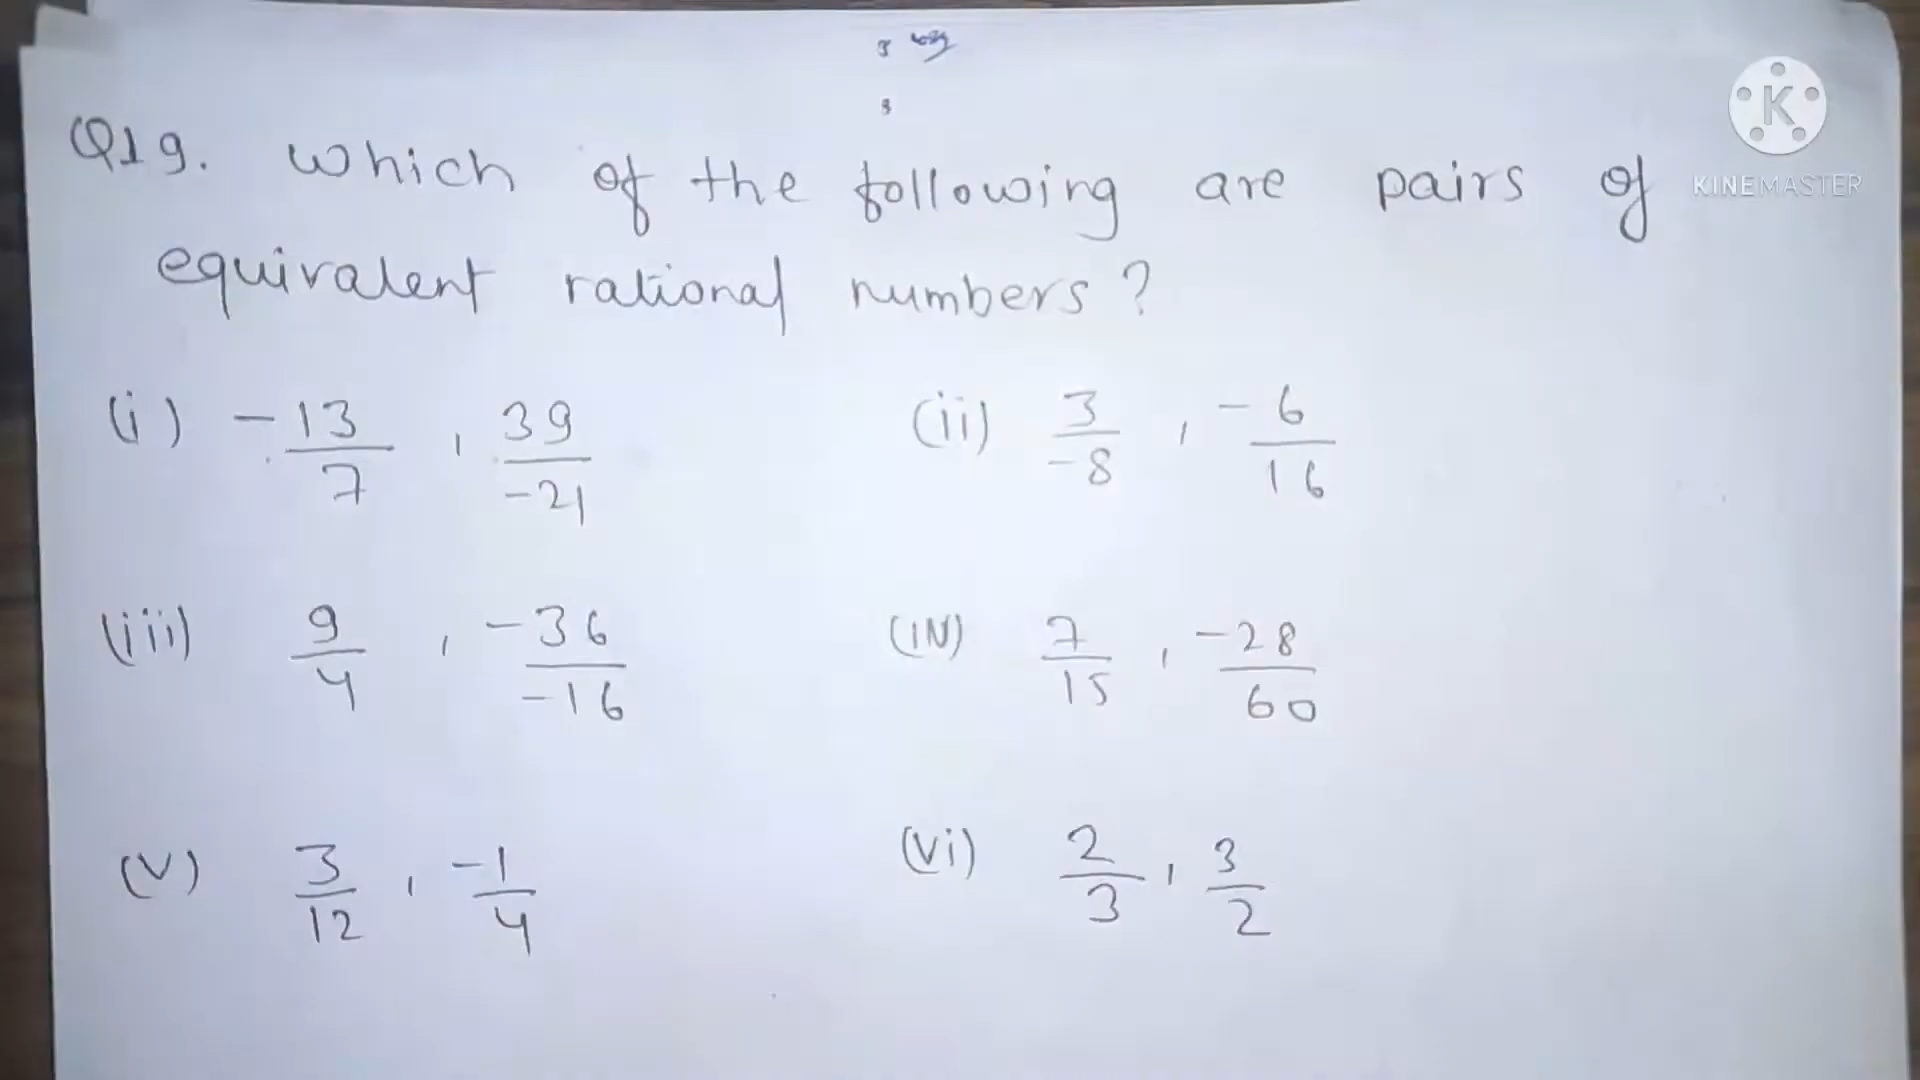 Q19. Which of the following are pairs of
equivalent rational numbers?
(i) -13/7 , 39/-21 (ii) 3/-8 , -6/16
(iii) 9/4 , -36/-16 (iv) 7/15 , -28/60
(v) 3/12 , -1/4 (vi) 2/3 , 3/2
K
KINEMASTER